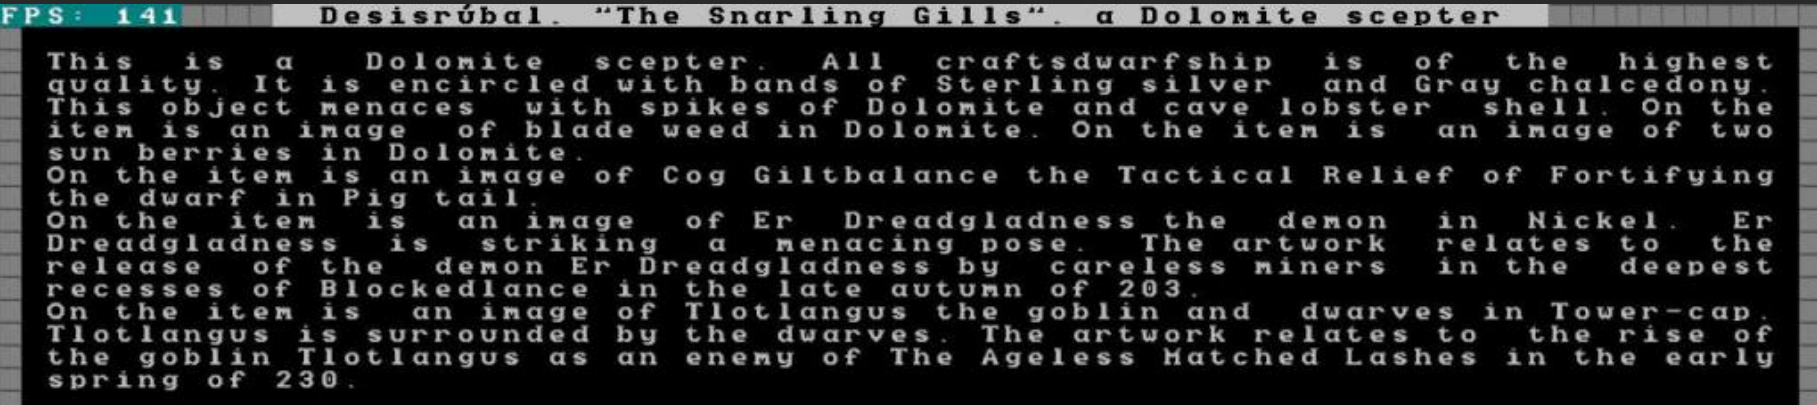 FPS: 141 Desisrúbal. "The Snarling Gills". a Dolomite scepter
This is a Dolomite scepter. All craftsdwarfship is of the highest
quality. It is encircled with bands of Sterling silver and Gray chalcedony.
This object menaces with spikes of Dolomite and cave lobster shell. On the
item is an image of blade weed in Dolomite. On the item is an image of two
sun berries in Dolomite.
On the item is an image of Cog Giltbalance the Tactical Relief of Fortifying
the dwarf in Pig tail.
On the item is an image of Er Dreadgladness the demon in Nickel. Er
Dreadgladness is striking a menacing pose. The artwork relates to the
release of the demon Er Dreadgladness by careless miners in the deepest
recesses of Blockedlance in the late autumn of 203.
On the item is an image of Tlotlangus the goblin and dwarves in Tower-cap.
Tlotlangus is surrounded by the dwarves. The artwork relates to the rise of
the goblin Tlotlangus as an enemy of The Ageless Matched Lashes in the early
spring of 230.